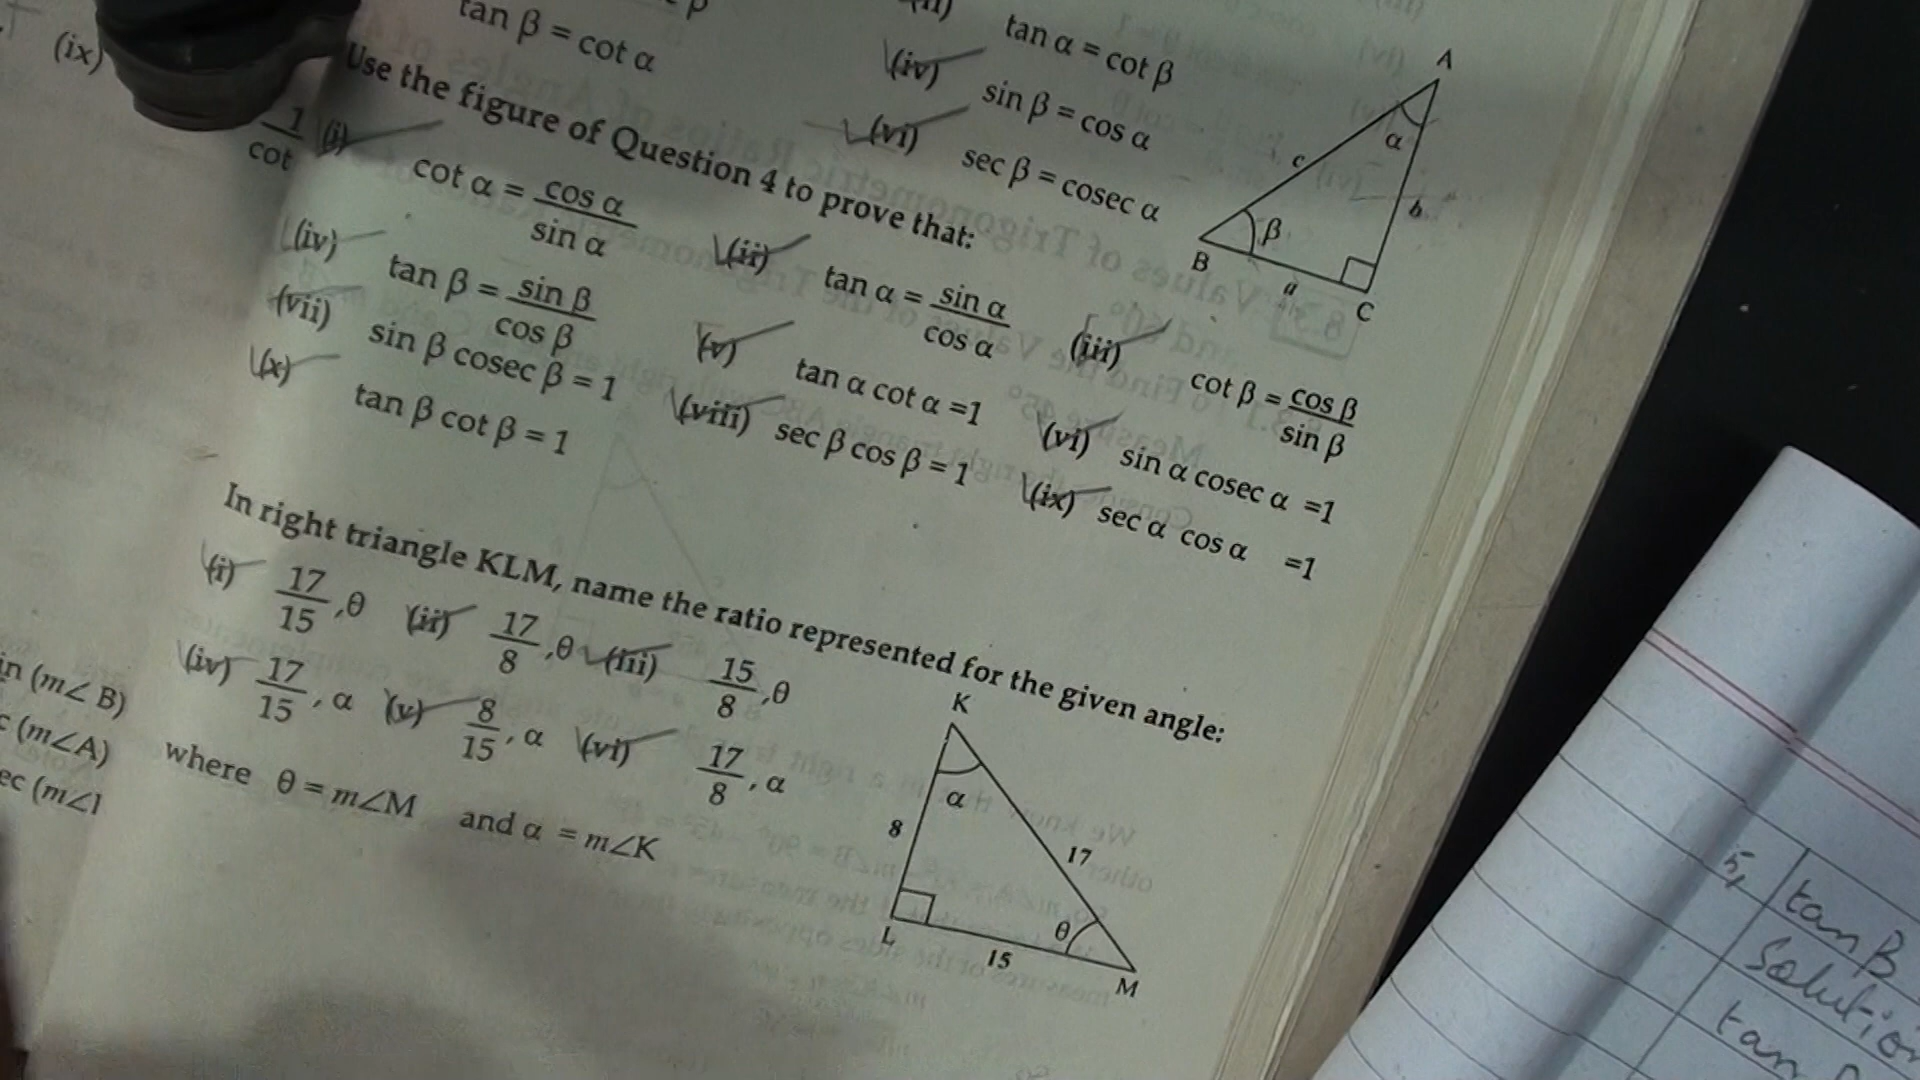 (ix)
tan β = cot α
tan α = cot β
(iv) sin β = cos α
(vi) sec β = cosec α
Use the figure of Question 4 to prove that:
1/cot
(i) cot α = cos α / sin α
(ii) tan α = sin α / cos α
(iii) cot β = cos β / sin β
(iv) tan β = sin β / cos β
(v) tan α cot α =1
(vi) sin α cosec α =1
(vii) sin β cosec β = 1
(viii) sec β cos β = 1
(ix) sec α cos α =1
(x) tan β cot β = 1
A
α
c
b
β
B
a
C
In right triangle KLM, name the ratio represented for the given angle:
(i) 17/15 ,θ (ii) 17/8 ,θ (iii) 15/8 ,θ
(iv) 17/15 , α (v) 8/15 , α (vi) 17/8 , α
where θ = m∠M and α = m∠K
K
α
8
17
θ
L
15
M
in (m∠ B)
(m∠A)
ec (m∠
5,
tan B
Solution
tan